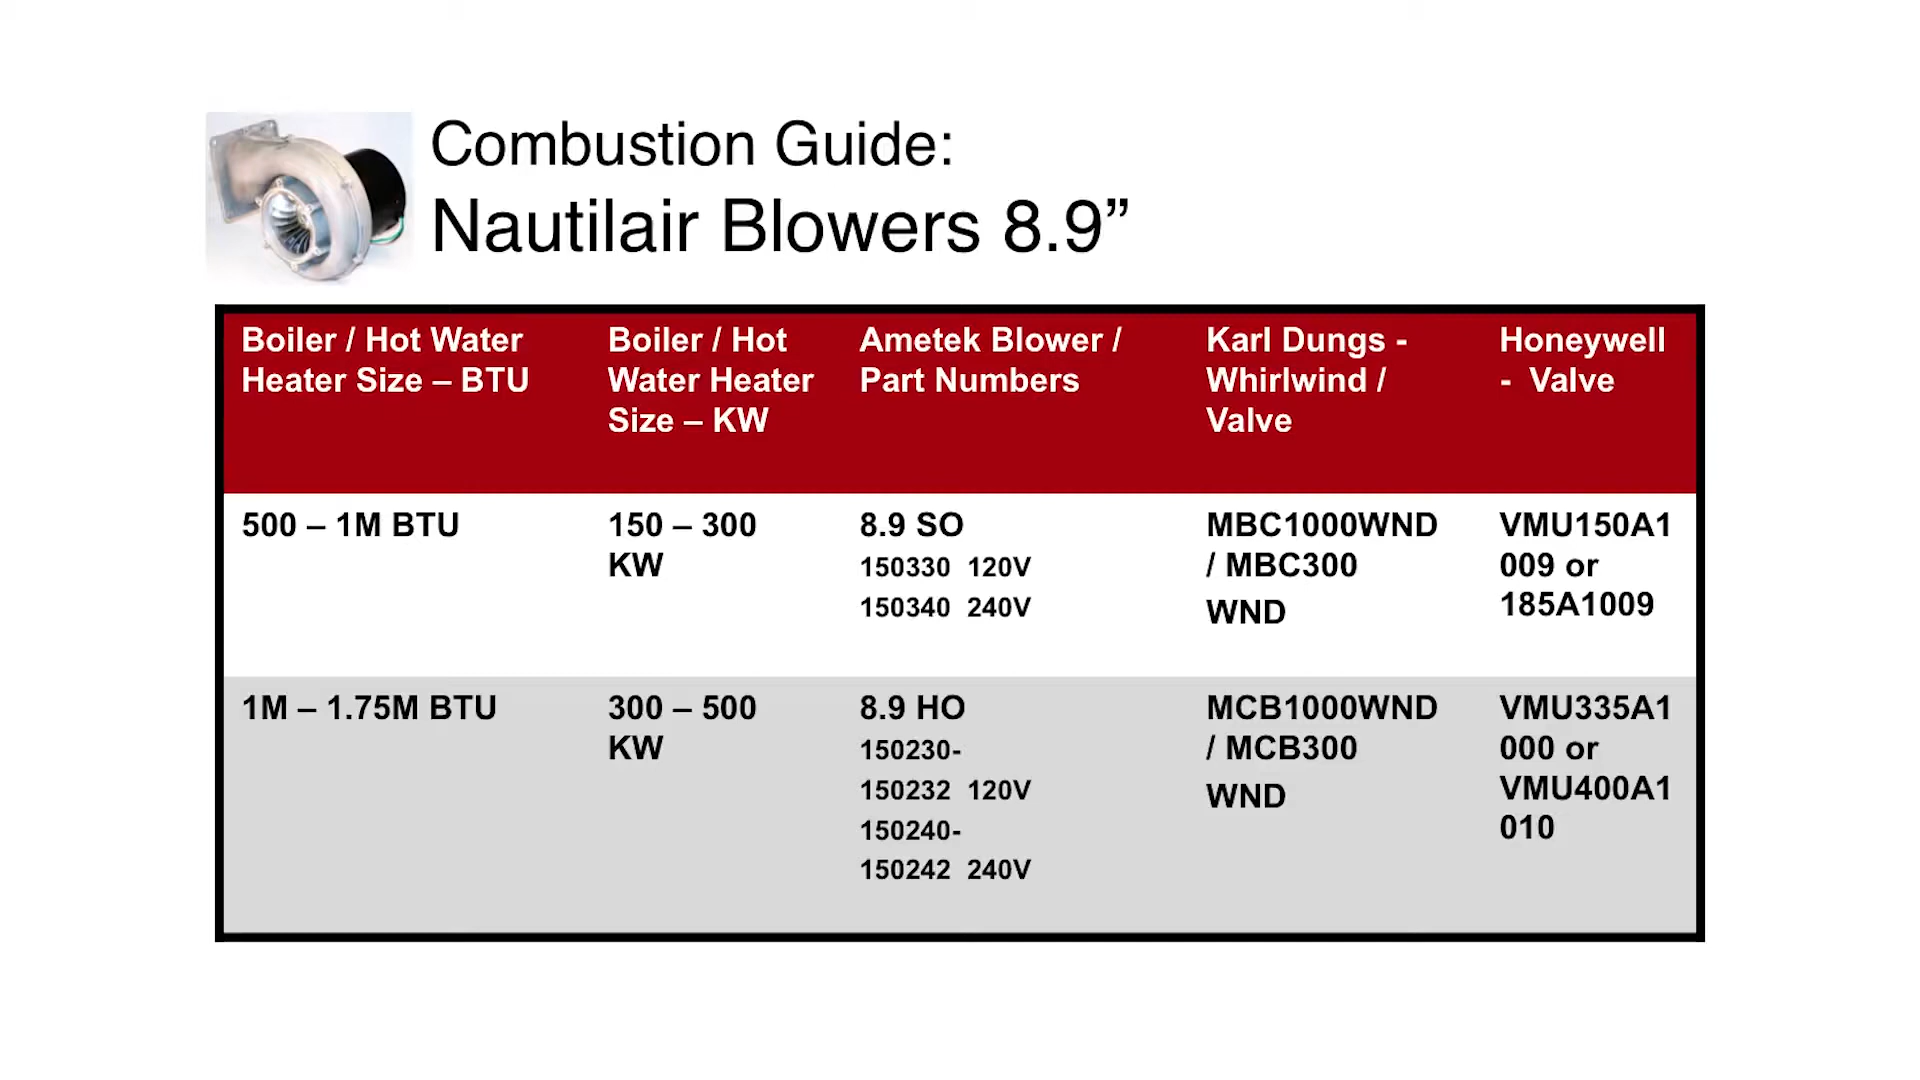 Combustion Guide:
Nautilair Blowers 8.9”
Boiler / Hot Water
Heater Size – BTU
Boiler / Hot
Water Heater
Size – KW
Ametek Blower /
Part Numbers
Karl Dungs -
Whirlwind /
Valve
Honeywell
- Valve
500 – 1M BTU
150 – 300
KW
8.9 SO
150330 120V
150340 240V
MBC1000WND
/ MBC300
WND
VMU150A1
009 or
185A1009
1M – 1.75M BTU
300 – 500
KW
8.9 HO
150230-
150232 120V
150240-
150242 240V
MCB1000WND
/ MCB300
WND
VMU335A1
000 or
VMU400A1
010